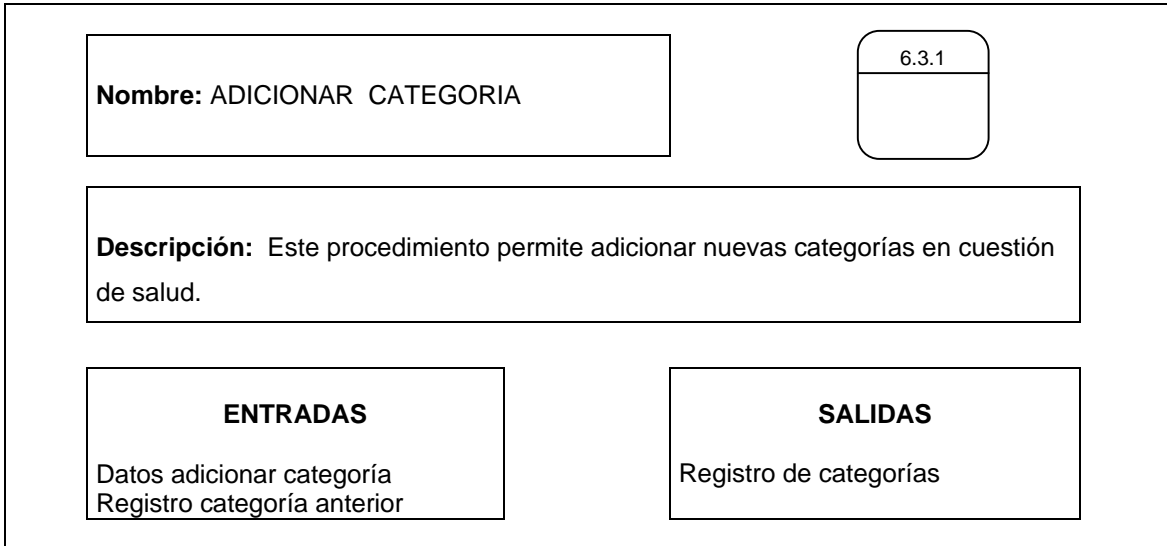 6.3.1
Nombre: ADICIONAR CATEGORIA
Descripción: Este procedimiento permite adicionar nuevas categorías en cuestión
de salud.
ENTRADAS
Datos adicionar categoría
Registro categoría anterior
SALIDAS
Registro de categorías